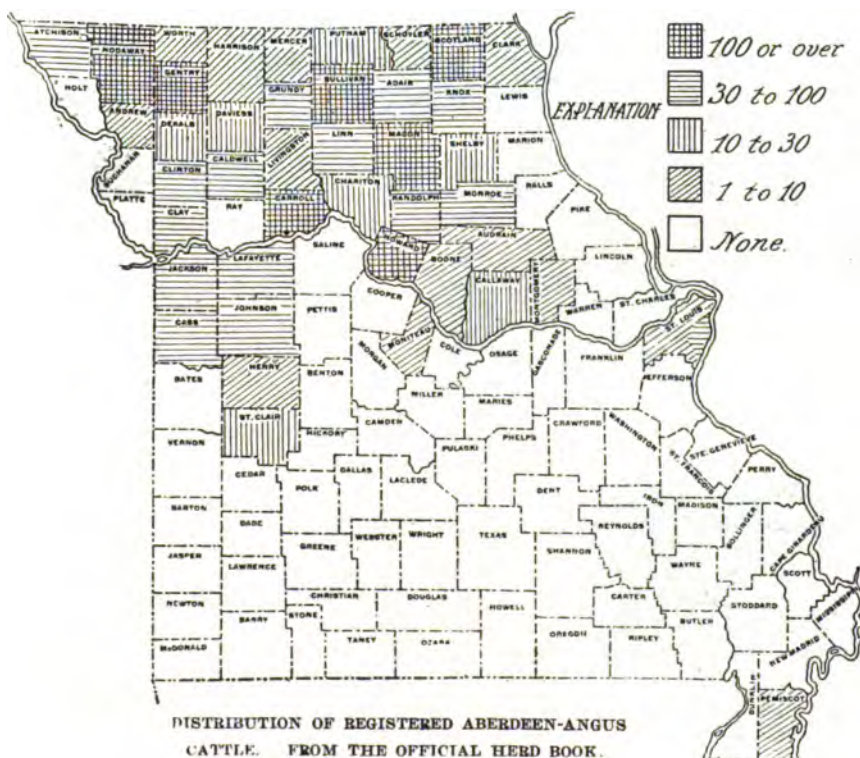 ATCHISON
NODAWAY
WORTH
HARRISON
MERCER
PUTNAM
SCHUYLER
SCOTLAND
CLARK
100 or over
HOLT
GENTRY
SULLIVAN
ADAIR
GRUNDY
KNOX
LEWIS
30 to 100
EXPLANATION
ANDREW
DEKALB
DAVIESS
LINN
MACON
SHELBY
MARION
10 to 30
BUCHANAN
CLINTON
CALDWELL
LIVINGSTON
CHARITON
RANDOLPH
MONROE
RALLS
1 to 10
PLATTE
CLAY
RAY
CARROLL
PIKE
None.
JACKSON
LAFAYETTE
SALINE
HOWARD
BOONE
AUDRAIN
CALLAWAY
MONTGOMERY
LINCOLN
WARREN
ST. CHARLES
ST. LOUIS
CASS
JOHNSON
PETTIS
COOPER
MONITEAU
COLE
OSAGE
GASCONADE
FRANKLIN
JEFFERSON
BATES
HENRY
BENTON
MORGAN
MILLER
MARIES
ST. CLAIR
HICKORY
CAMDEN
PULASKI
PHELPS
CRAWFORD
WASHINGTON
ST. FRANCOIS
STE. GENEVIEVE
PERRY
VERNON
CEDAR
POLK
DALLAS
LACLEDE
DENT
IRON
MADISON
BOLLINGER
CAPE GIRARDEAU
BARTON
DADE
GREENE
WEBSTER
WRIGHT
TEXAS
SHANNON
REYNOLDS
WAYNE
SCOTT
MISSISSIPPI
JASPER
LAWRENCE
CHRISTIAN
DOUGLAS
HOWELL
CARTER
BUTLER
STODDARD
NEW MADRID
NEWTON
BARRY
STONE
TANEY
OZARK
OREGON
RIPLEY
McDONALD
DUNKLIN
PEMISCOT
DISTRIBUTION OF REGISTERED ABERDEEN-ANGUS
CATTLE. FROM THE OFFICIAL HERD BOOK.